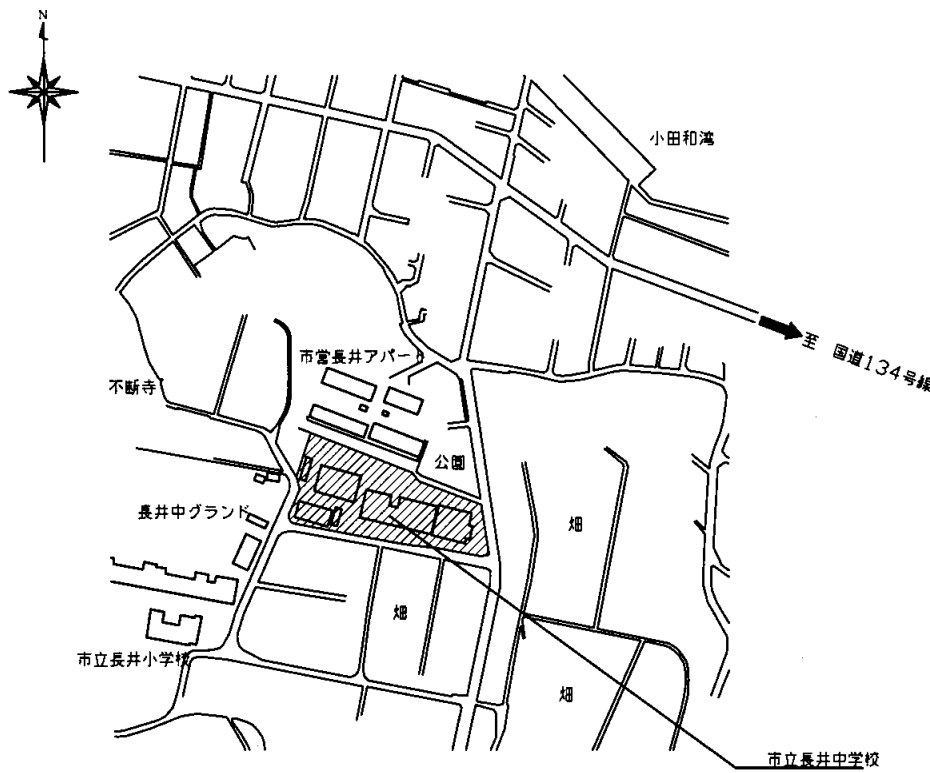 N
小田和湾
至 国道134号線
市営長井アパート
不断寺
公園
長井中グランド
畑
畑
市立長井小学校
畑
市立長井中学校